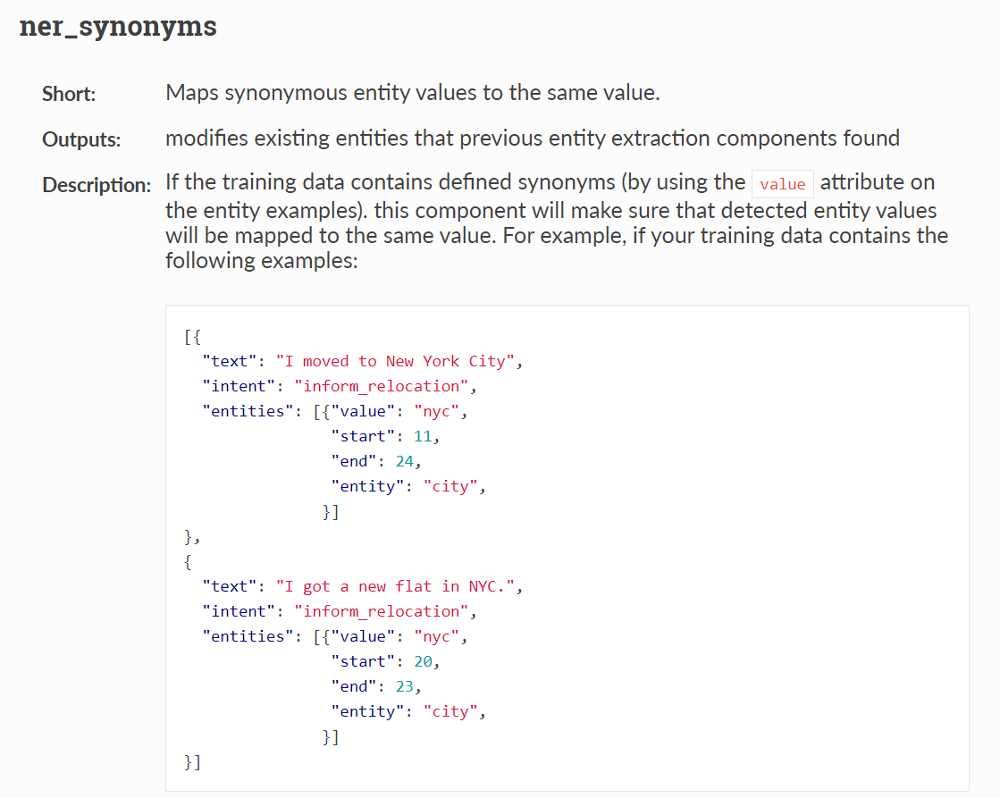 ner_synonyms
Short: Maps synonymous entity values to the same value.
Outputs: modifies existing entities that previous entity extraction components found
Description: If the training data contains defined synonyms (by using the value attribute on
the entity examples). this component will make sure that detected entity values
will be mapped to the same value. For example, if your training data contains the
following examples:
[{
  "text": "I moved to New York City",
  "intent": "inform_relocation",
  "entities": [{"value": "nyc",
                "start": 11,
                "end": 24,
                "entity": "city",
               }]
},
{
  "text": "I got a new flat in NYC.",
  "intent": "inform_relocation",
  "entities": [{"value": "nyc",
                "start": 20,
                "end": 23,
                "entity": "city",
               }]
}]